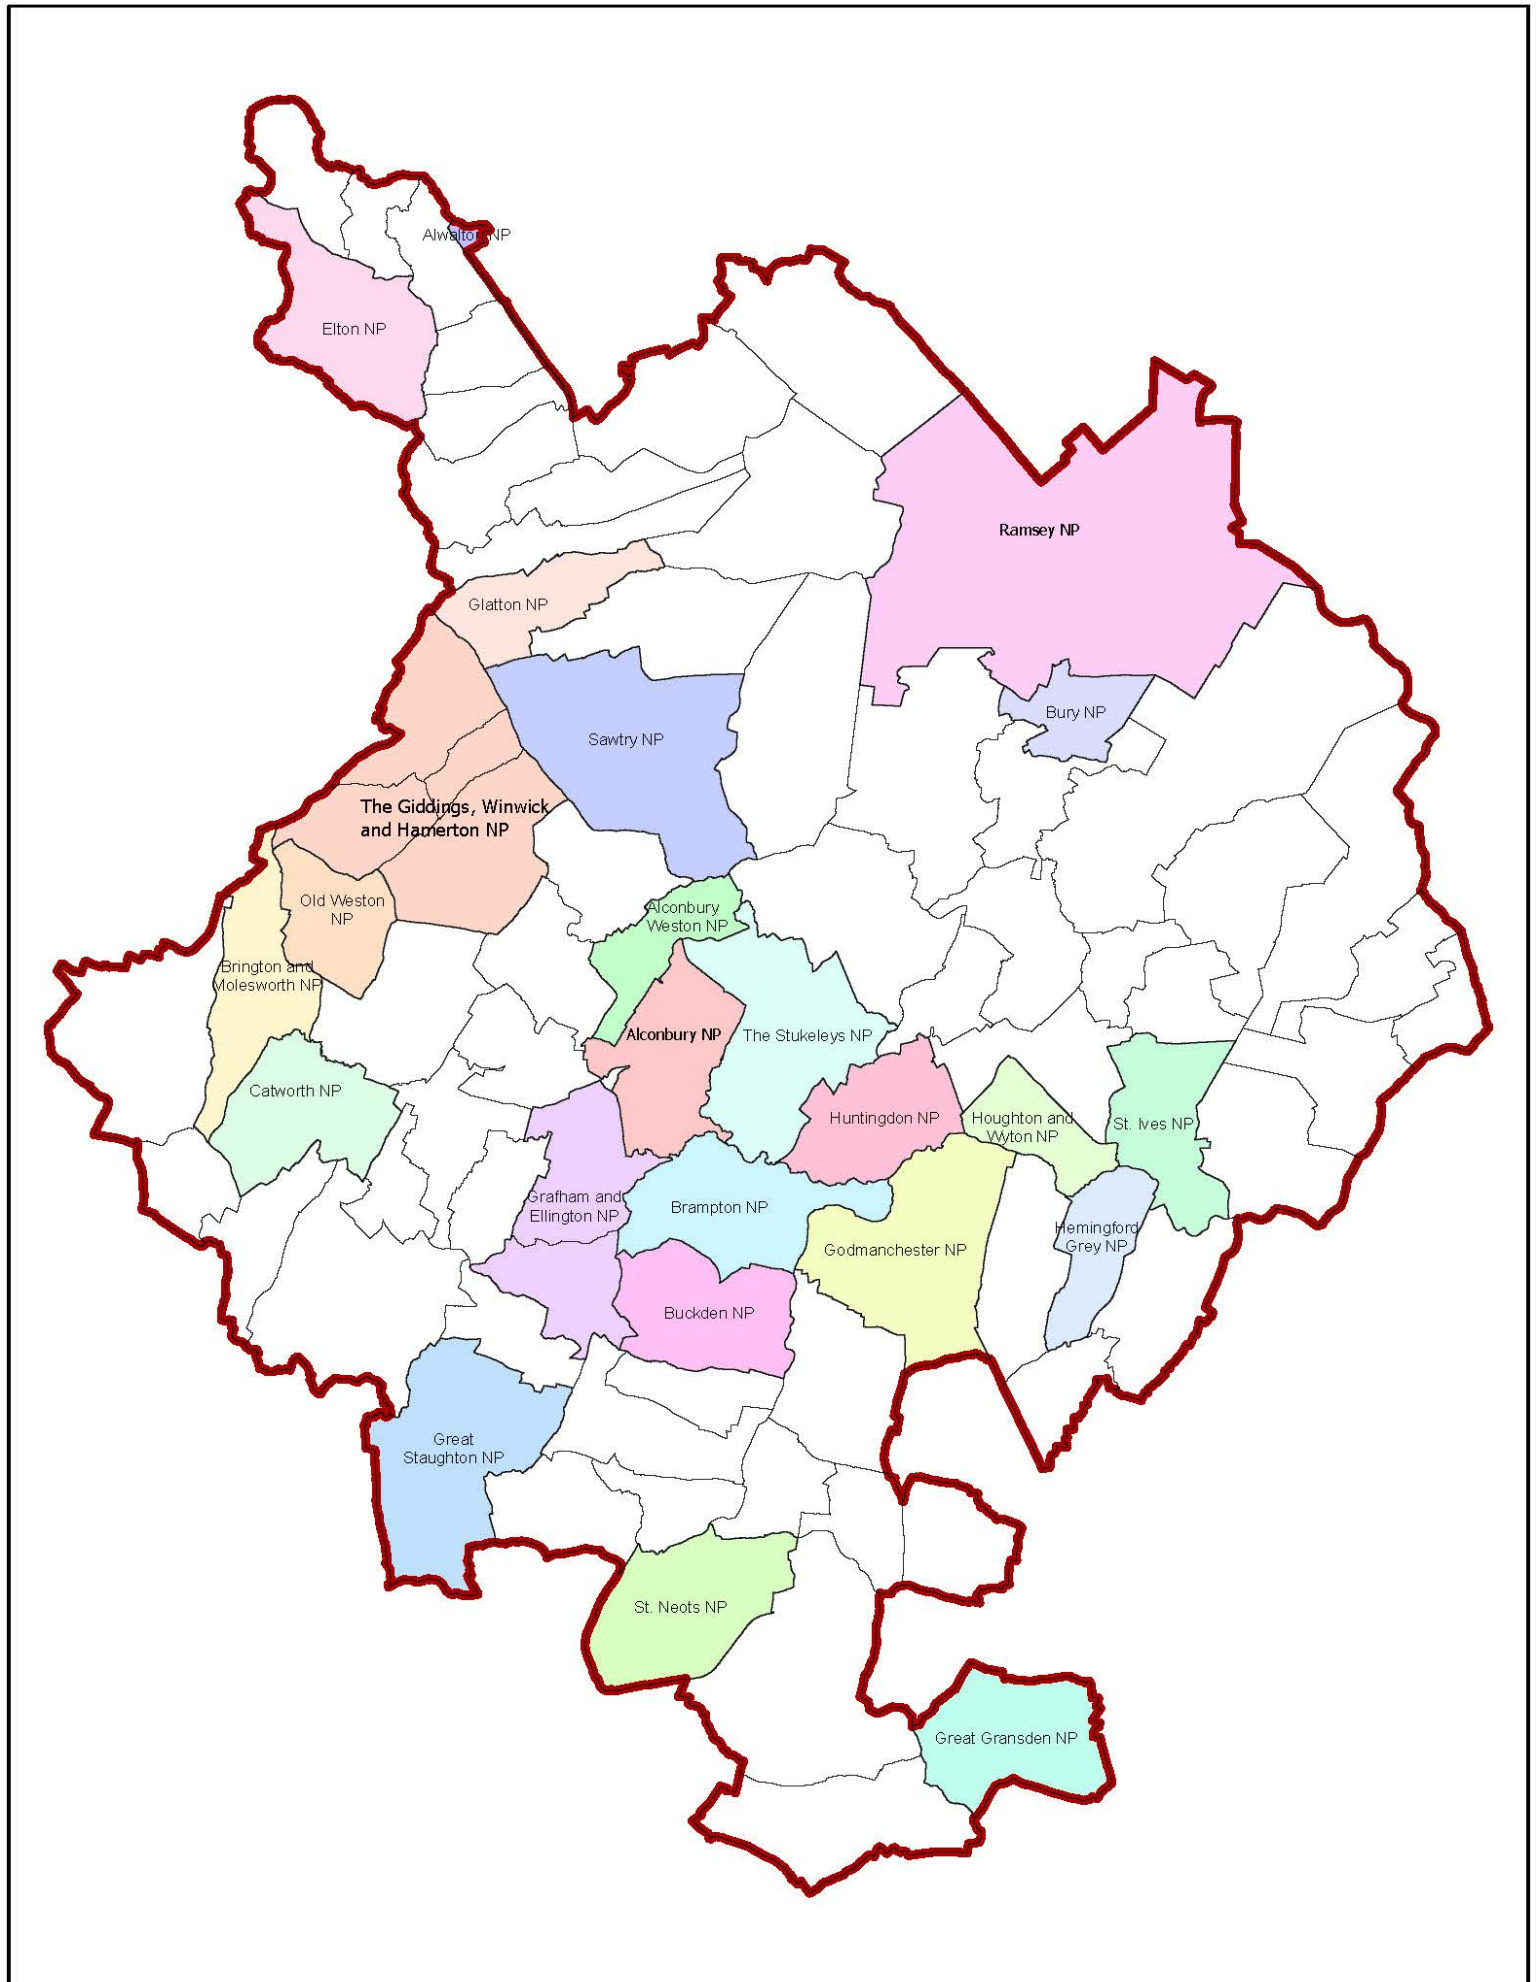 Alwalton NP
Elton NP
Ramsey NP
Glatton NP
Bury NP
Sawtry NP
The Giddings, Winwick
and Hamerton NP
Old Weston
NP
Alconbury
Weston NP
Brington and
Molesworth NP
Alconbury NP
The Stukeleys NP
Catworth NP
Huntingdon NP
Houghton and
Wyton NP
St. Ives NP
Grafham and
Ellington NP
Brampton NP
Hemingford
Grey NP
Godmanchester NP
Buckden NP
Great
Staughton NP
St. Neots NP
Great Gransden NP